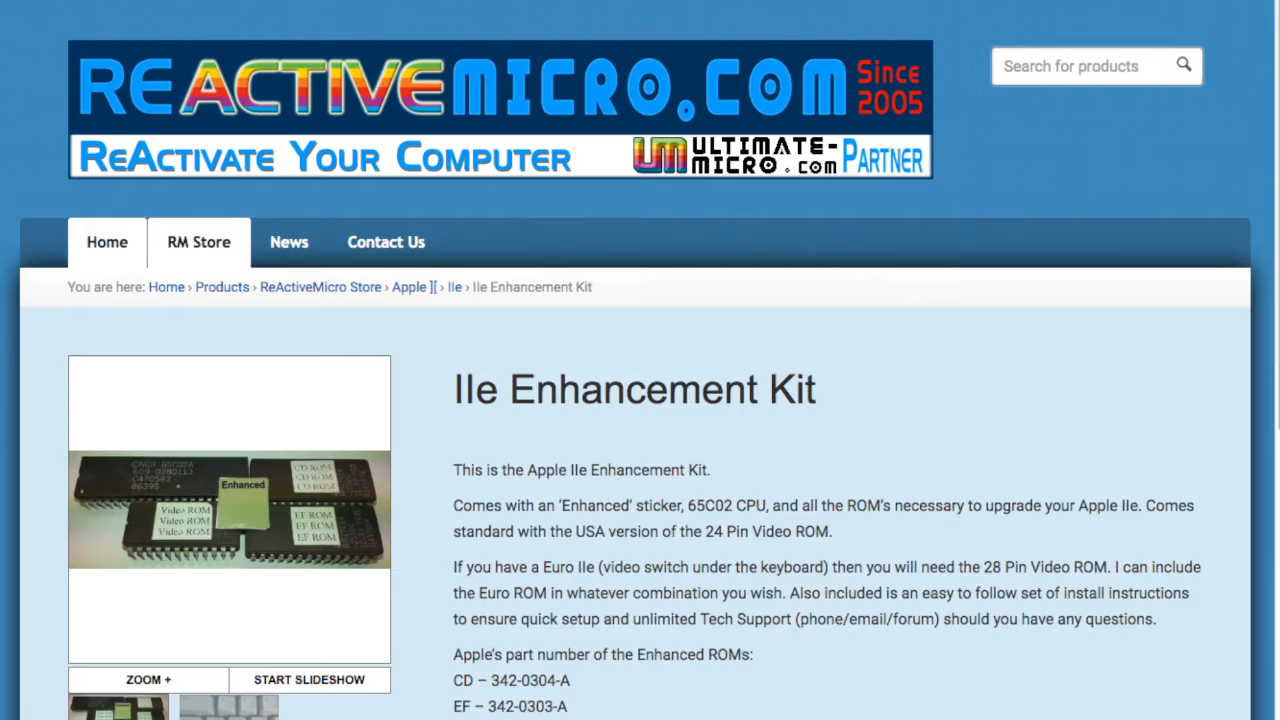 REACTIVEMICRO.COM Since 2005
REACTIVATE YOUR COMPUTER
UM ULTIMATE-MICRO.COM PARTNER
Search for products
Home RM Store News Contact Us
You are here: Home › Products › ReActiveMicro Store › Apple ][ › IIe › IIe Enhancement Kit
IIe Enhancement Kit
©NCR 65C02A
609-0380113
CD ROM
CD ROM
CD ROM
Enhanced
Video ROM
Video ROM
Video ROM
EF ROM
EF ROM
EF ROM
This is the Apple IIe Enhancement Kit.
Comes with an ‘Enhanced’ sticker, 65C02 CPU, and all the ROM’s necessary to upgrade your Apple IIe. Comes
standard with the USA version of the 24 Pin Video ROM.
If you have a Euro IIe (video switch under the keyboard) then you will need the 28 Pin Video ROM. I can include
the Euro ROM in whatever combination you wish. Also included is an easy to follow set of install instructions
to ensure quick setup and unlimited Tech Support (phone/email/forum) should you have any questions.
Apple’s part number of the Enhanced ROMs:
CD – 342-0304-A
EF – 342-0303-A
ZOOM + START SLIDESHOW